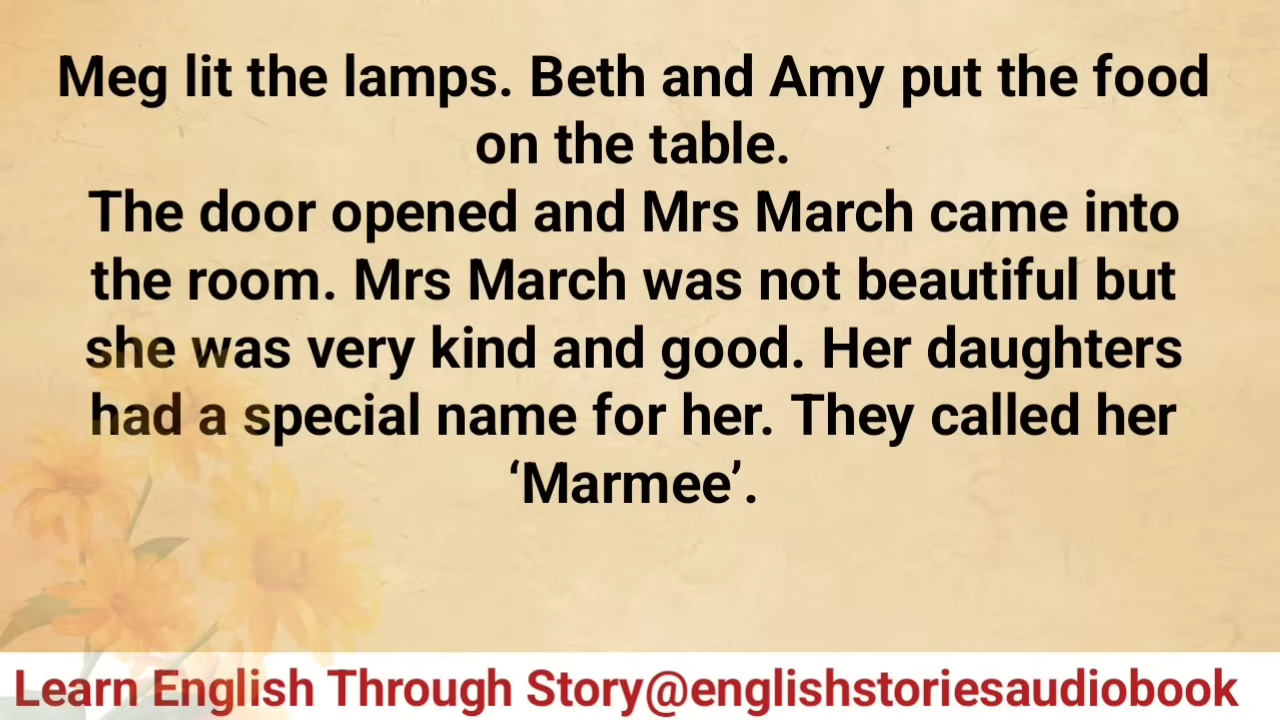 Meg lit the lamps. Beth and Amy put the food
on the table.
The door opened and Mrs March came into
the room. Mrs March was not beautiful but
she was very kind and good. Her daughters
had a special name for her. They called her
‘Marmee’.
Learn English Through Story@englishstoriesaudiobook